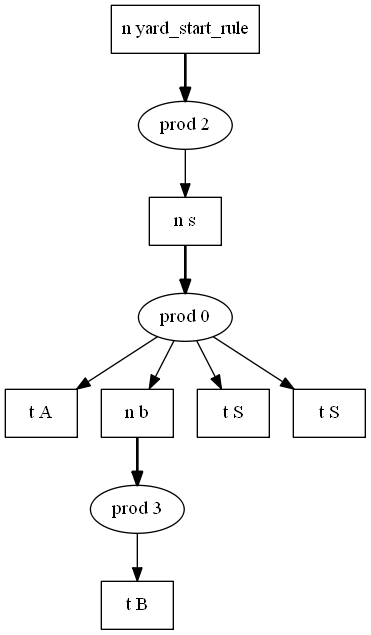 n yard_start_rule
prod 2
n s
prod 0
t A
n b
t S
t S
prod 3
t B